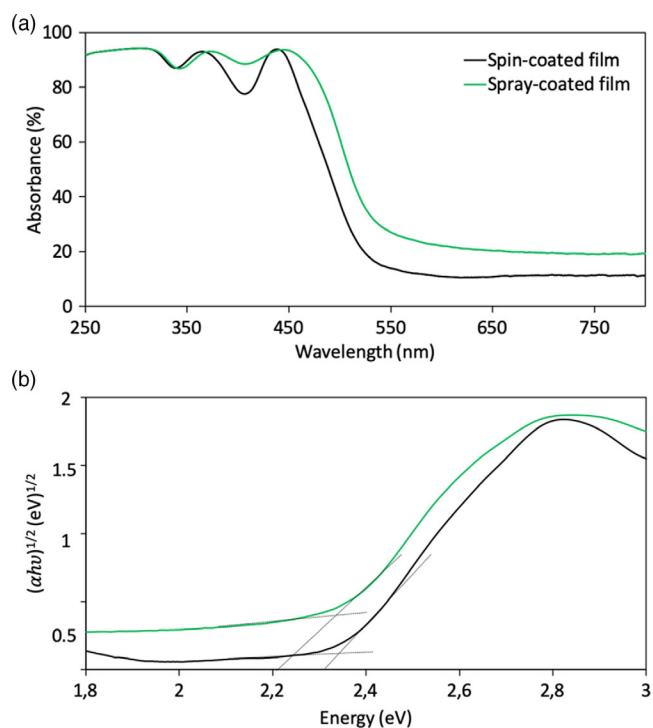 (a)
100
80
60
40
20
0
Absorbance (%)
Spin-coated film
Spray-coated film
250 350 450 550 650 750
Wavelength (nm)
(b)
2
1.5
1
0.5
(αhυ)1/2 (eV)1/2
1,8 2 2,2 2,4 2,6 2,8 3
Energy (eV)